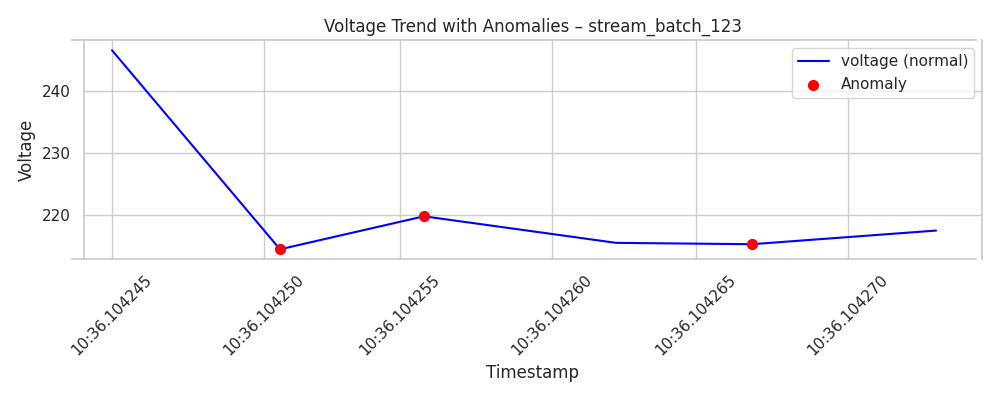 Voltage Trend with Anomalies – stream_batch_123
voltage (normal)
Anomaly
Voltage
240
230
220
10:36.104245
10:36.104250
10:36.104255
10:36.104260
10:36.104265
10:36.104270
Timestamp